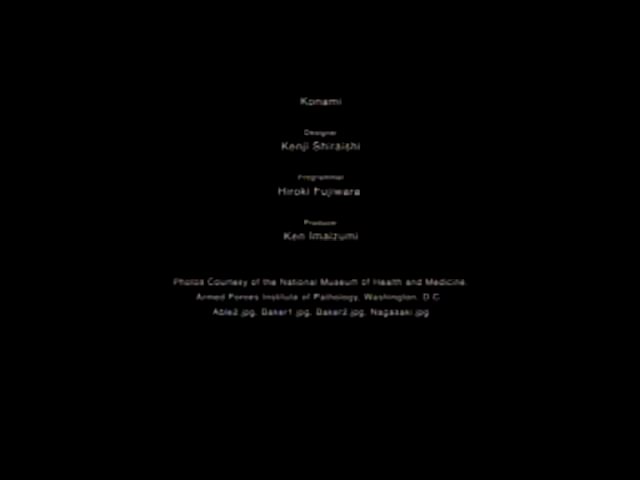 Konami
Designer
Kenji Shiraishi
Programmer
Hiroki Fujiwara
Producer
Ken Imaizumi
Photos Courtesy of the National Museum of Health and Medicine.
Armed Forces Institute of Pathology, Washington, D.C.
Able2.jpg, Baker1.jpg, Baker2.jpg, Nagasaki.jpg